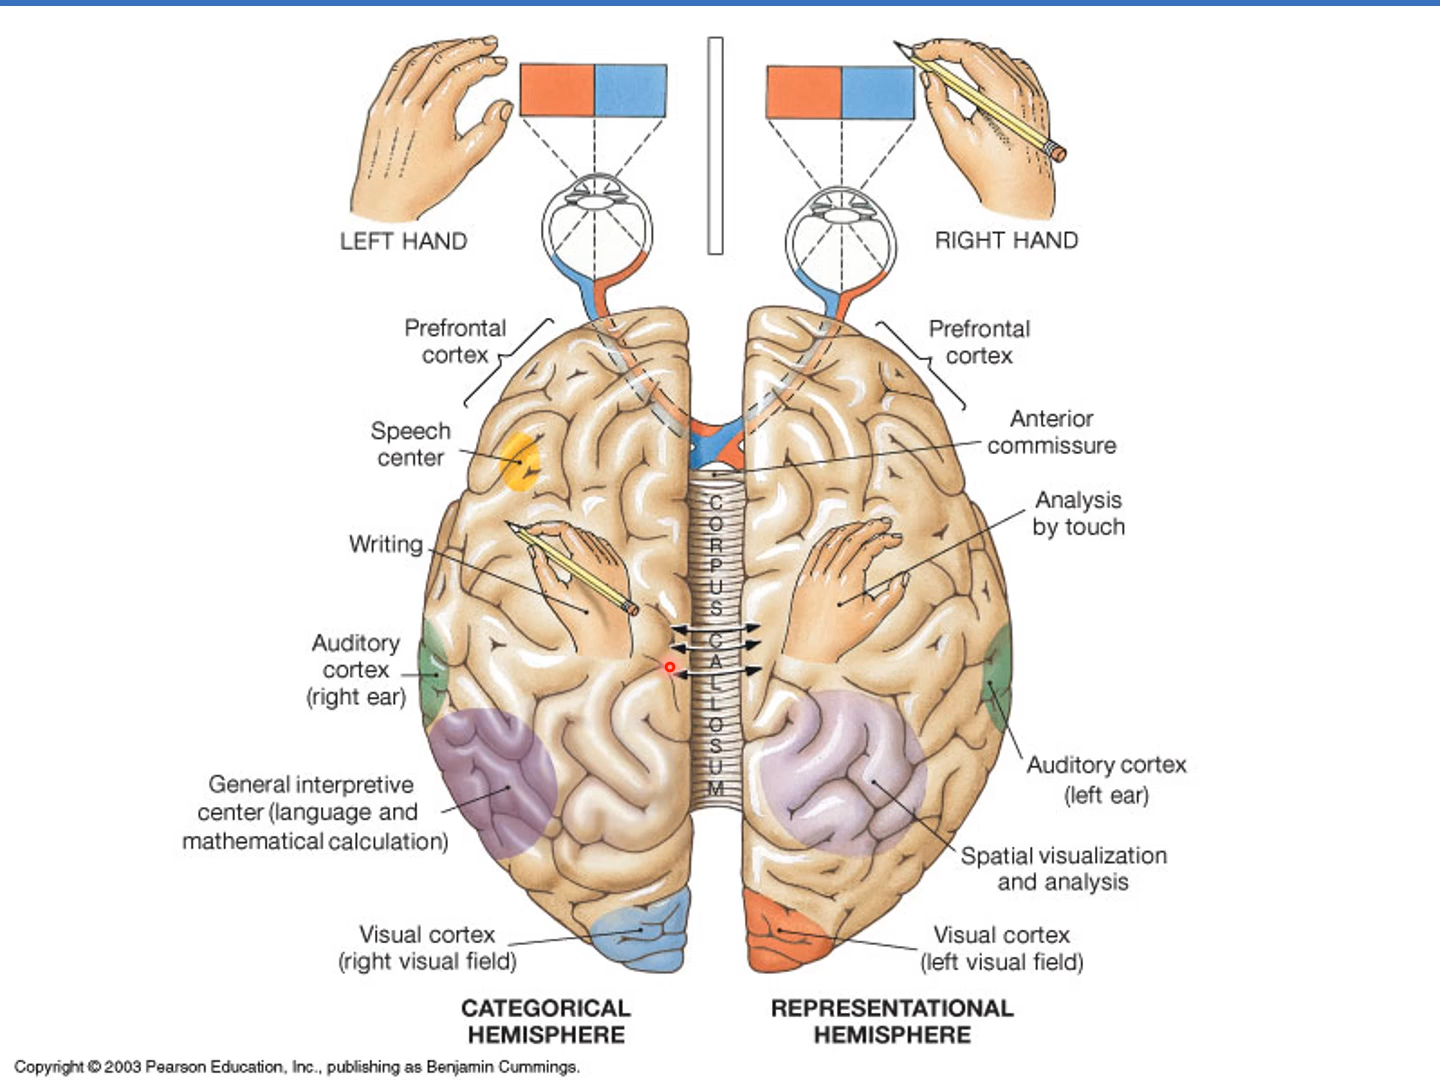 LEFT HAND
RIGHT HAND
Prefrontal
cortex
Prefrontal
cortex
Speech
center
Anterior
commissure
Analysis
by touch
Writing
CORPUS CALLOSUM
Auditory
cortex
(right ear)
Auditory cortex
(left ear)
General interpretive
center (language and
mathematical calculation)
Spatial visualization
and analysis
Visual cortex
(right visual field)
Visual cortex
(left visual field)
CATEGORICAL
HEMISPHERE
REPRESENTATIONAL
HEMISPHERE
Copyright © 2003 Pearson Education, Inc., publishing as Benjamin Cummings.